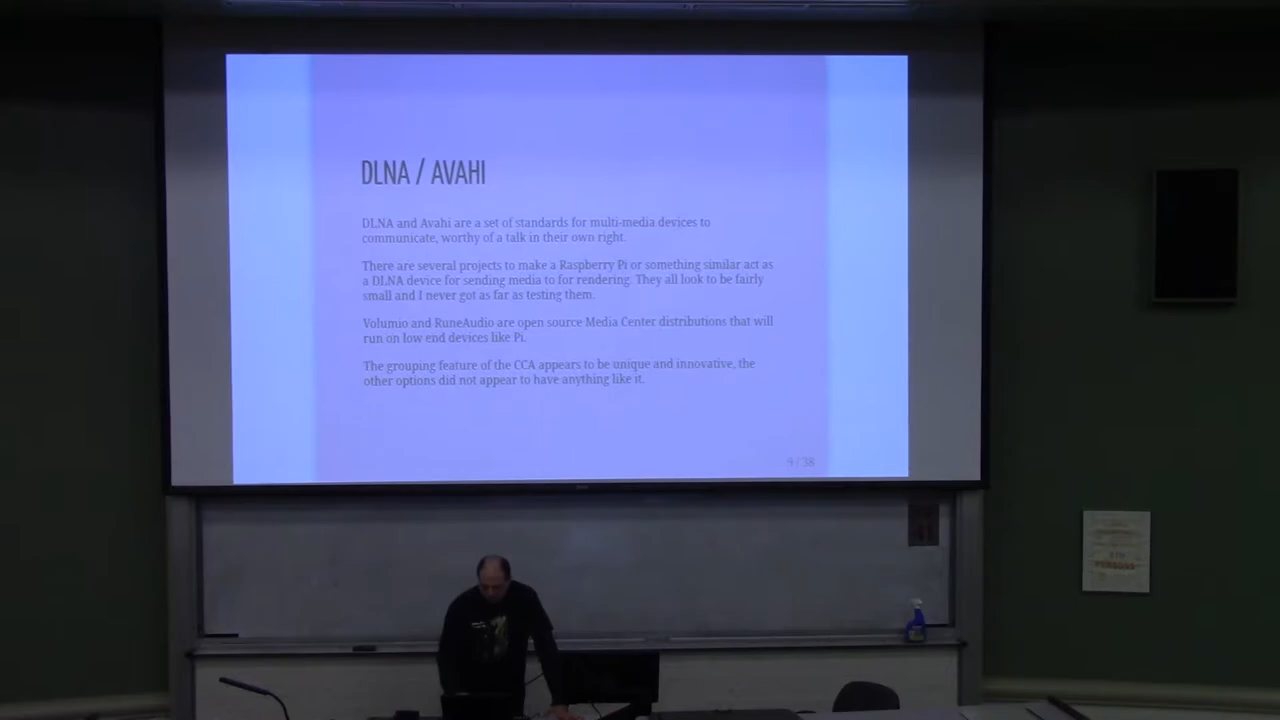 DLNA / AVAHI
DLNA and Avahi are a set of standards for multi-media devices to
communicate, worthy of a talk in their own right.
There are several projects to make a Raspberry Pi or something similar act as
a DLNA device for sending media to for rendering. They all look to be fairly
small and I never got as far as testing them.
Volumio and RuneAudio are open source Media Center distributions that will
run on low end devices like Pi.
The grouping feature of the CCA appears to be unique and innovative, the
other options did not appear to have anything like it.
9 / 38
PERSONS